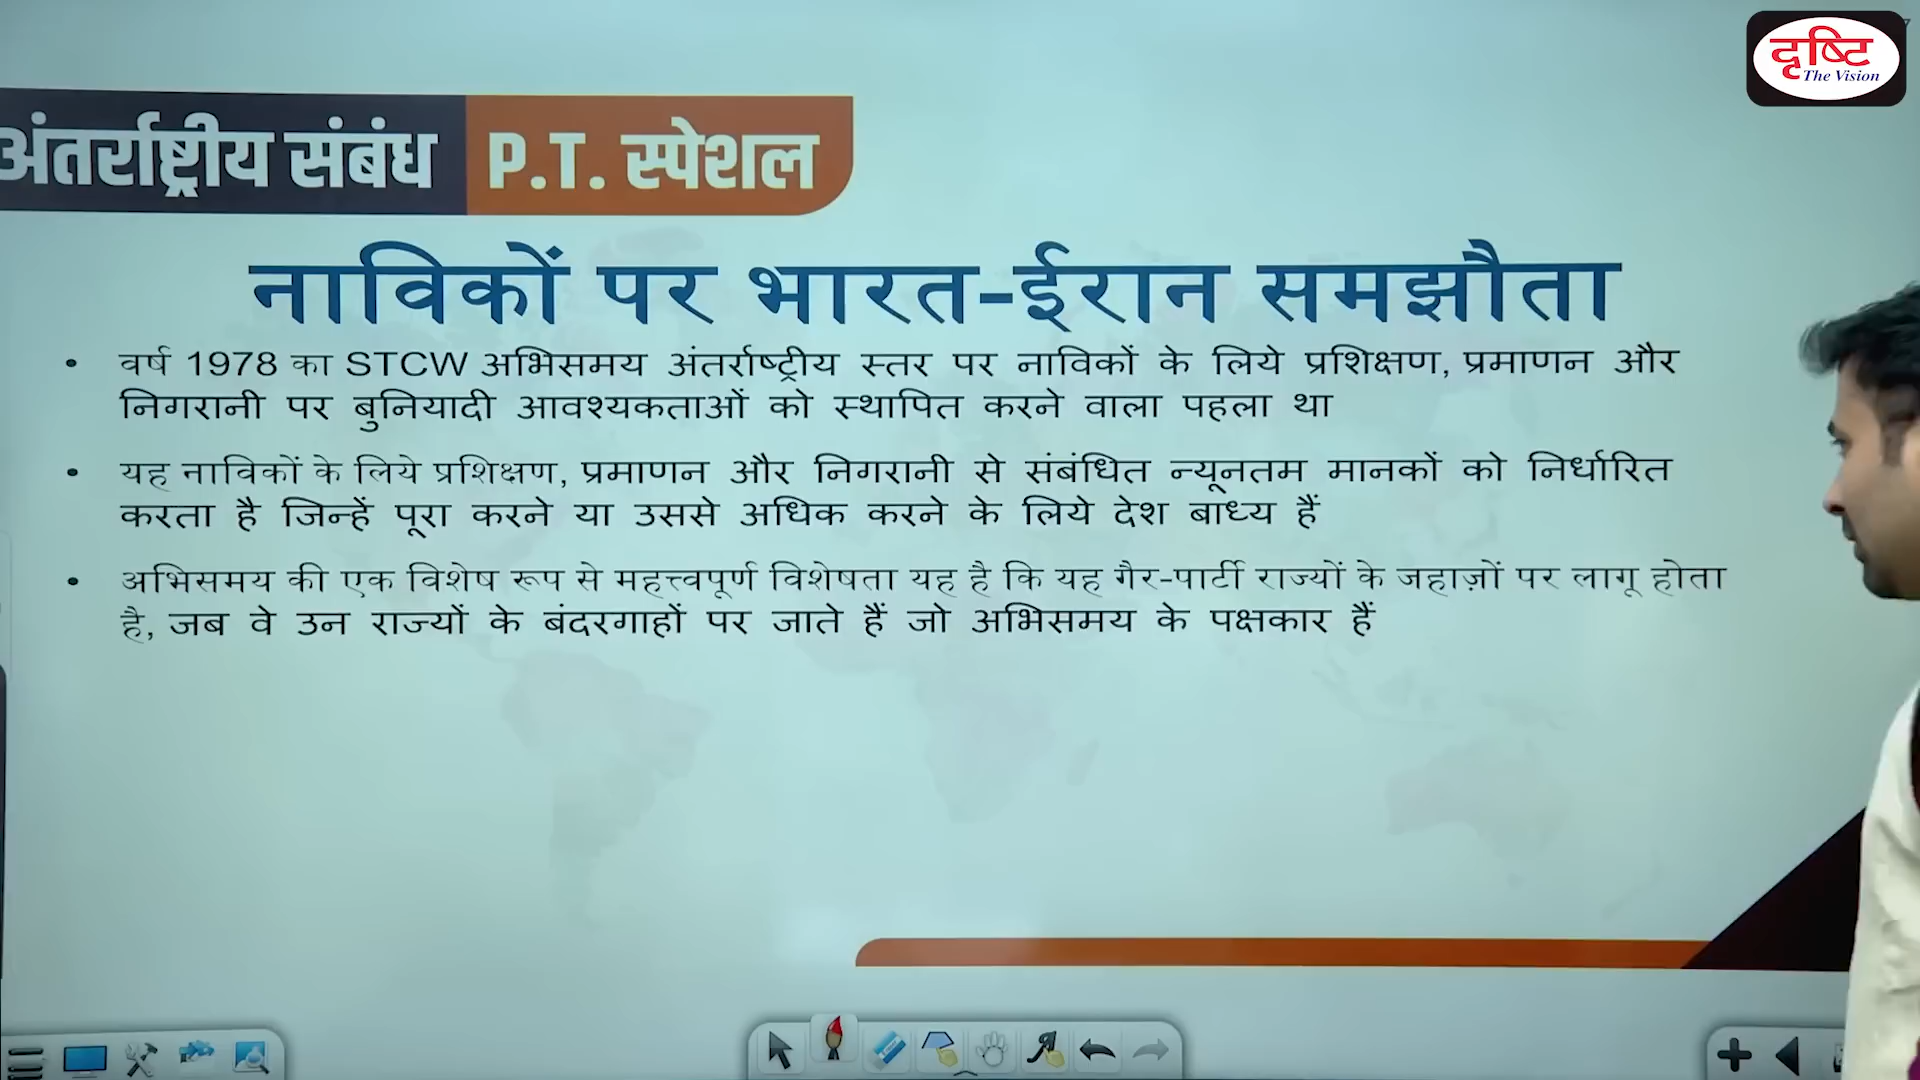 दृष्टि
The Vision
अंतर्राष्ट्रीय संबंध P.T. स्पेशल
नाविकों पर भारत-ईरान समझौता
• वर्ष 1978 का STCW अभिसमय अंतर्राष्ट्रीय स्तर पर नाविकों के लिये प्रशिक्षण, प्रमाणन और
निगरानी पर बुनियादी आवश्यकताओं को स्थापित करने वाला पहला था
• यह नाविकों के लिये प्रशिक्षण, प्रमाणन और निगरानी से संबंधित न्यूनतम मानकों को निर्धारित
करता है जिन्हें पूरा करने या उससे अधिक करने के लिये देश बाध्य हैं
• अभिसमय की एक विशेष रूप से महत्त्वपूर्ण विशेषता यह है कि यह गैर-पार्टी राज्यों के जहाज़ों पर लागू होता
है, जब वे उन राज्यों के बंदरगाहों पर जाते हैं जो अभिसमय के पक्षकार हैं